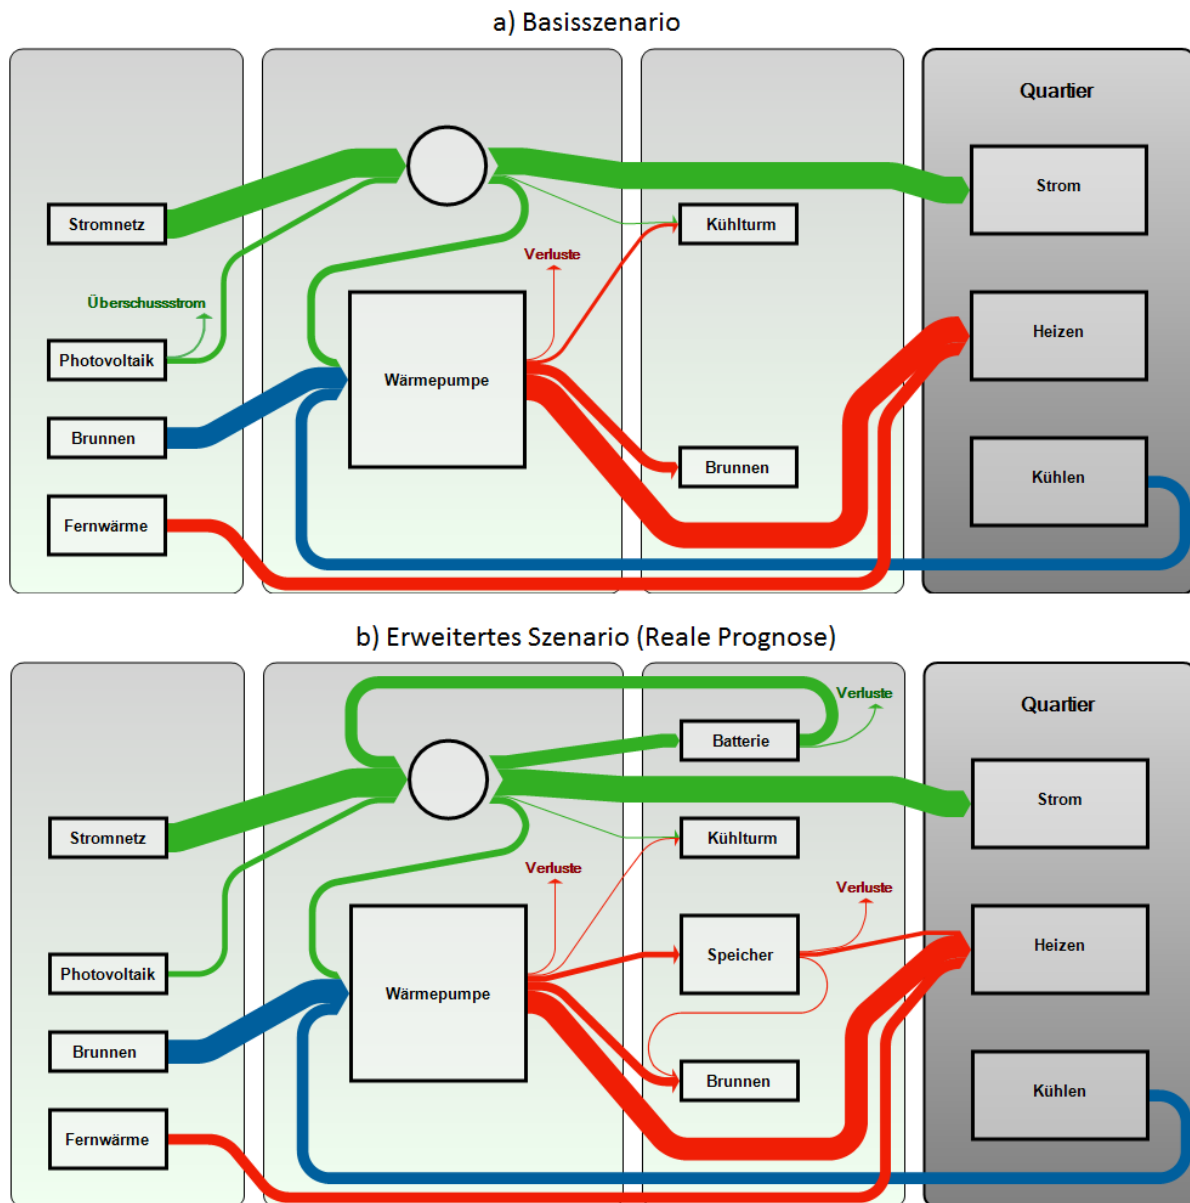 a) Basisszenario
Quartier
Strom
Stromnetz
Kühlturm
Verluste
Überschussstrom
Heizen
Photovoltaik
Wärmepumpe
Brunnen
Brunnen
Kühlen
Fernwärme
b) Erweitertes Szenario (Reale Prognose)
Verluste
Quartier
Batterie
Strom
Stromnetz
Kühlturm
Verluste
Verluste
Heizen
Speicher
Photovoltaik
Wärmepumpe
Brunnen
Brunnen
Kühlen
Fernwärme